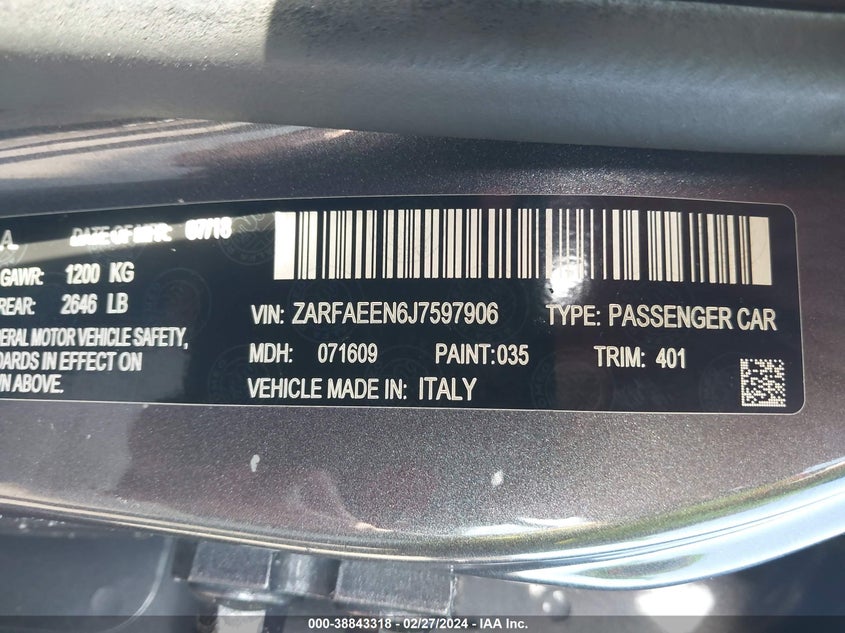 A DATE OF MFR: 07/18
GAWR: 1200 KG
REAR: 2646 LB
VIN: ZARFAEEN6J7597906 TYPE: PASSENGER CAR
MDH: 071609 PAINT: 035 TRIM: 401
VEHICLE MADE IN: ITALY
MOTOR VEHICLE SAFETY,
IN EFFECT ON
ABOVE.
000-38843318 - 02/27/2024 - IAA Inc.